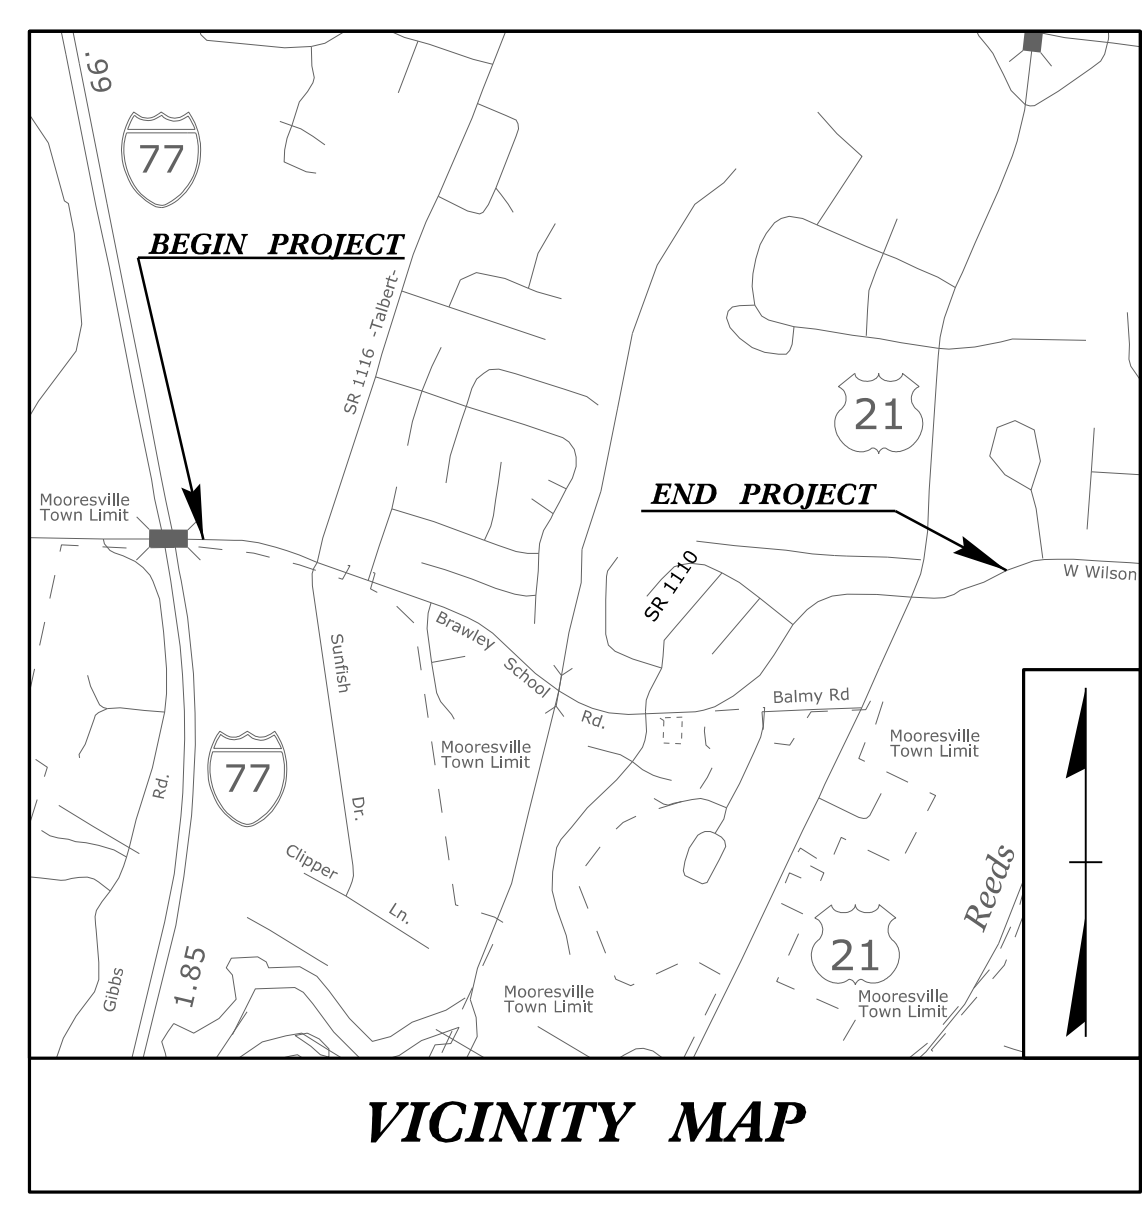 .66
77
BEGIN PROJECT
SR 1116 -Talbert-
21
Mooresville
Town Limit
END PROJECT
SR 1110
W Wilson
Brawley School Rd.
Sunfish Dr.
Balmy Rd
Mooresville
Town Limit
Mooresville
Town Limit
77
Rd.
Clipper Ln.
Reeds
21
1.85
Gibbs
Mooresville
Town Limit
Mooresville
Town Limit
VICINITY MAP